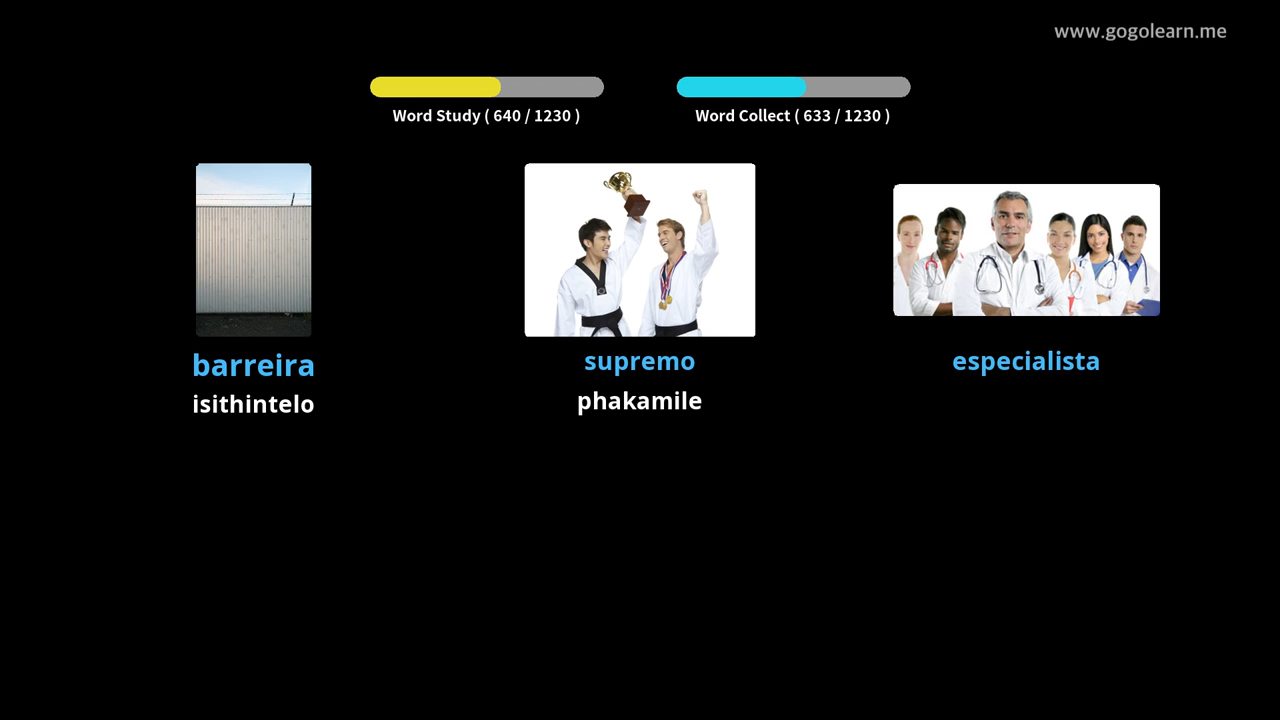 www.gogolearn.me
Word Study ( 640 / 1230 )
Word Collect ( 633 / 1230 )
barreira
isithintelo
supremo
phakamile
especialista